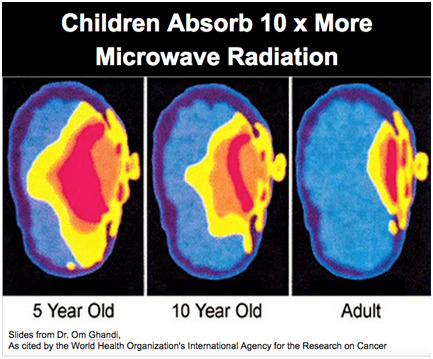 Children Absorb 10 x More
Microwave Radiation
5 Year Old
10 Year Old
Adult
Slides from Dr. Om Ghandi,
As cited by the World Health Organization's International Agency for the Research on Cancer